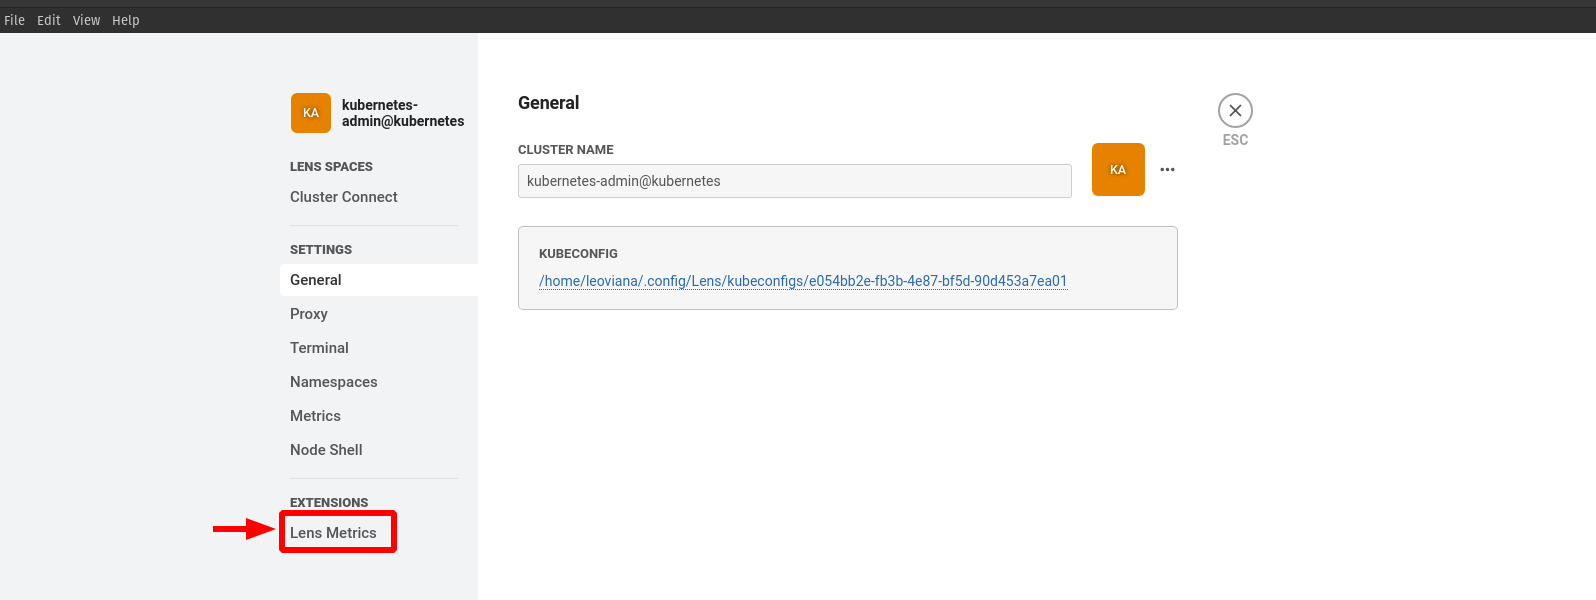 File Edit View Help
KA
kubernetes-
admin@kubernetes
LENS SPACES
Cluster Connect
SETTINGS
General
Proxy
Terminal
Namespaces
Metrics
Node Shell
EXTENSIONS
Lens Metrics
General
CLUSTER NAME
kubernetes-admin@kubernetes
KA
•••
ESC
KUBECONFIG
/home/leoviana/.config/Lens/kubeconfigs/e054bb2e-fb3b-4e87-bf5d-90d453a7ea01